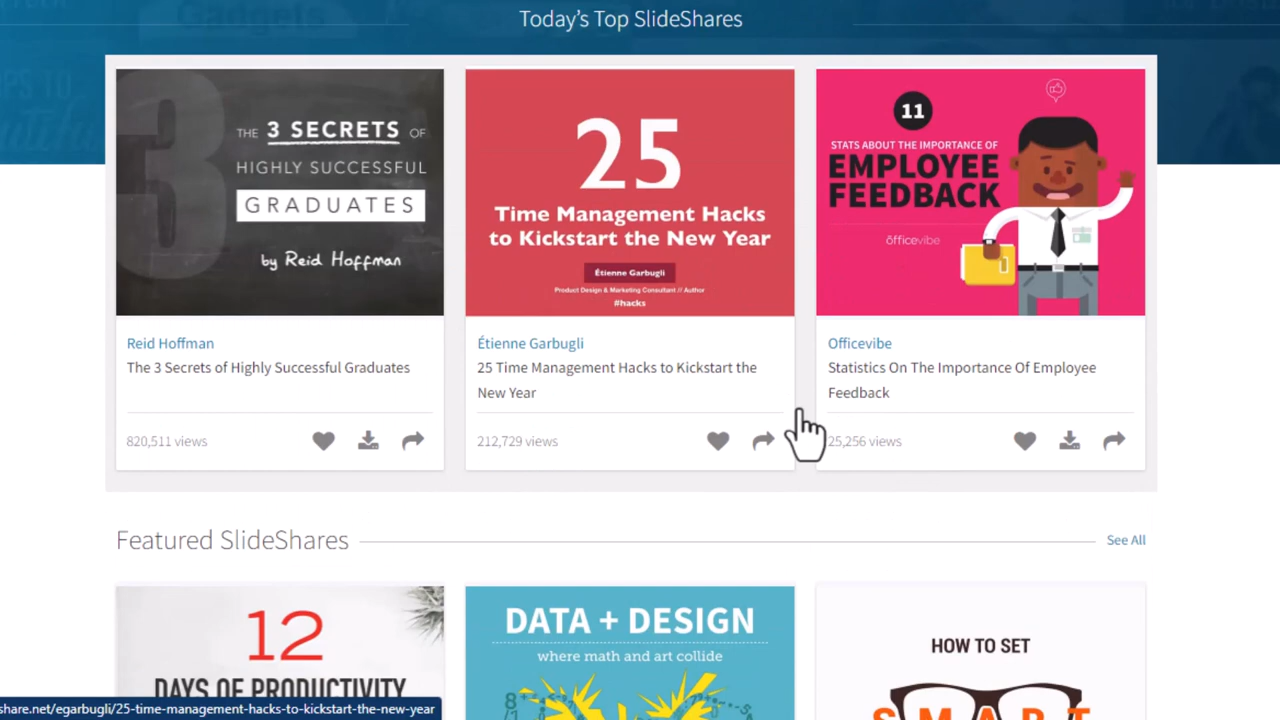 Today's Top SlideShares
THE 3 SECRETS OF
HIGHLY SUCCESSFUL
GRADUATES
by Reid Hoffman
3
25
Time Management Hacks
to Kickstart the New Year
Étienne Garbugli
Product Design & Marketing Consultant // Author
#hacks
11
STATS ABOUT THE IMPORTANCE OF
EMPLOYEE
FEEDBACK
officevibe
Reid Hoffman
The 3 Secrets of Highly Successful Graduates
820,511 views
Étienne Garbugli
25 Time Management Hacks to Kickstart the
New Year
212,729 views
Officevibe
Statistics On The Importance Of Employee
Feedback
25,256 views
Featured SlideShares
See All
12
DAYS OF PRODUCTIVITY
DATA + DESIGN
where math and art collide
HOW TO SET
SMART
share.net/egarbugli/25-time-management-hacks-to-kickstart-the-new-year